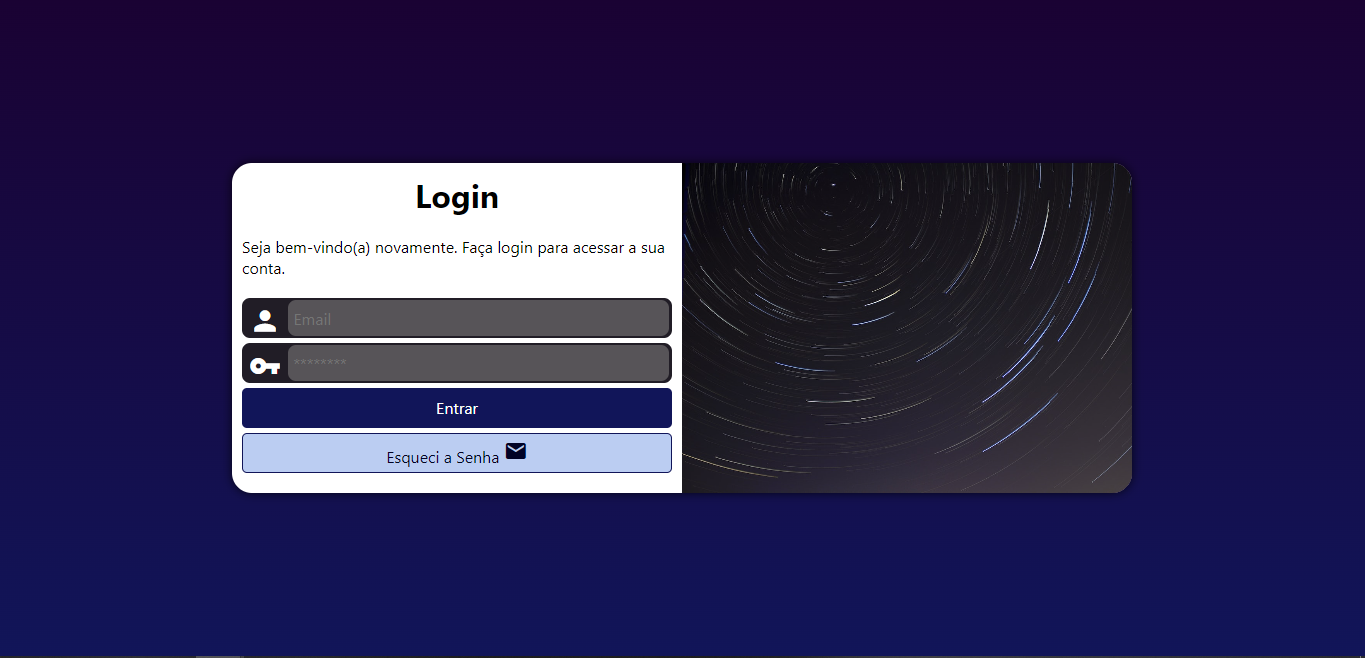 Login
Seja bem-vindo(a) novamente. Faça login para acessar a sua
conta.
Email
********
Entrar
Esqueci a Senha